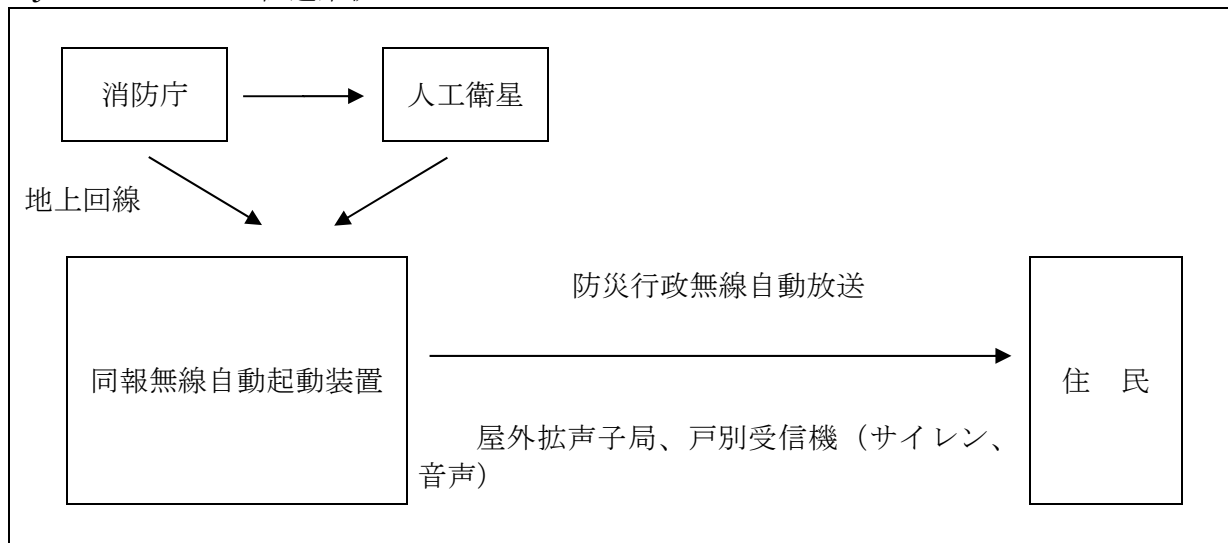 消防庁
人工衛星
地上回線
防災行政無線自動放送
同報無線自動起動装置
住　民
屋外拡声子局、戸別受信機（サイレン、
音声）